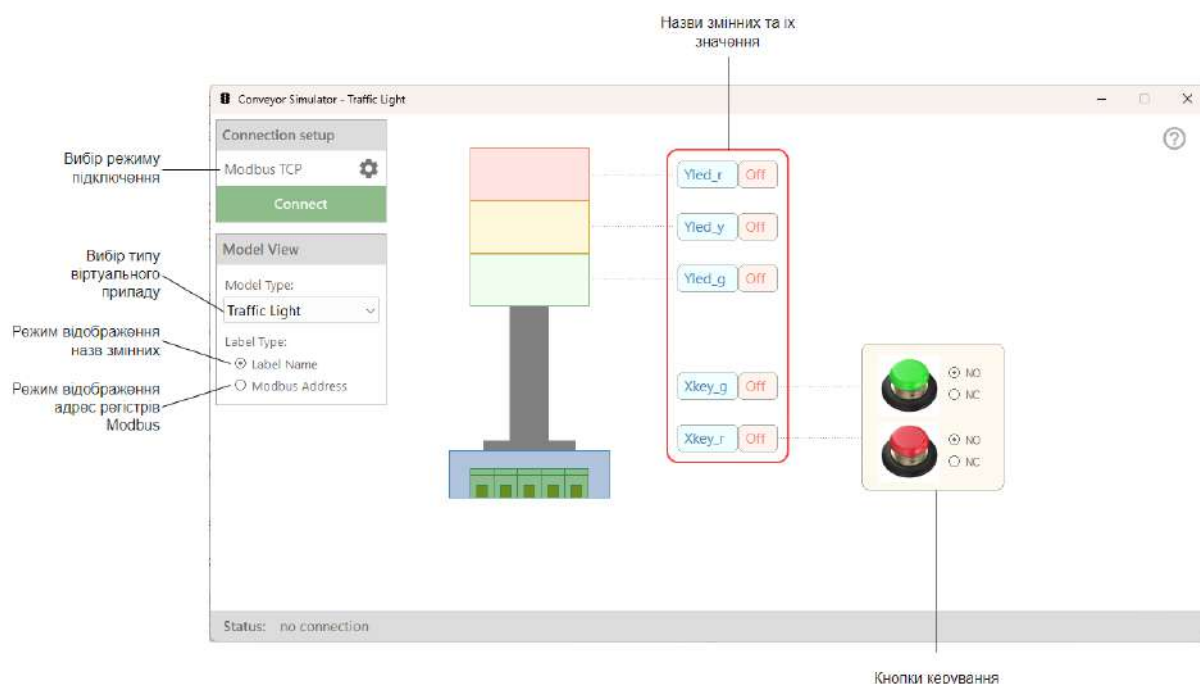 Назви змінних та їх
значення
Conveyor Simulator - Traffic Light
Connection setup
Modbus TCP
Connect
Вибір режиму
підключення
Model View
Model Type:
Traffic Light
Вибір типу
віртуального
приладу
Label Type:
Label Name
Modbus Address
Режим відображення
назв змінних
Режим відображення
адрес регістрів
Modbus
Yled_r Off
Yled_y Off
Yled_g Off
Xkey_g Off
Xkey_r Off
NO
NC
NO
NC
Status: no connection
Кнопки керування